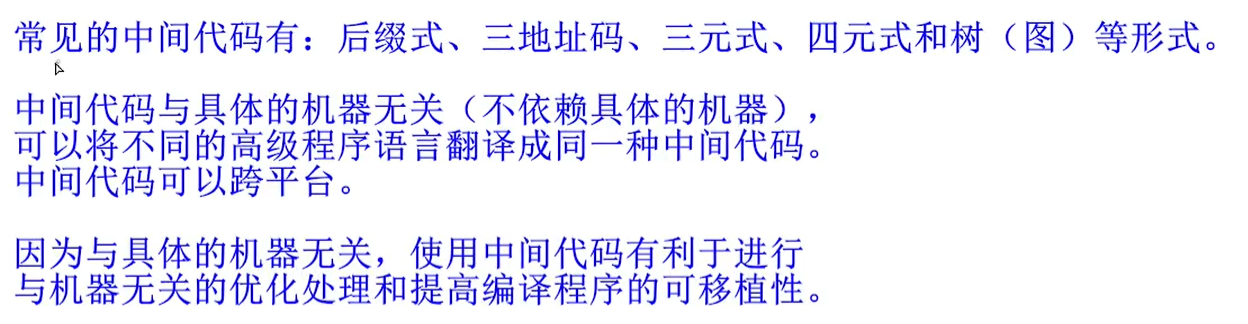 常见的中间代码有：后缀式、三地址码、三元式、四元式和树（图）等形式。
中间代码与具体的机器无关（不依赖具体的机器），
可以将不同的高级程序语言翻译成同一种中间代码。
中间代码可以跨平台。
因为与具体的机器无关，使用中间代码有利于进行
与机器无关的优化处理和提高编译程序的可移植性。